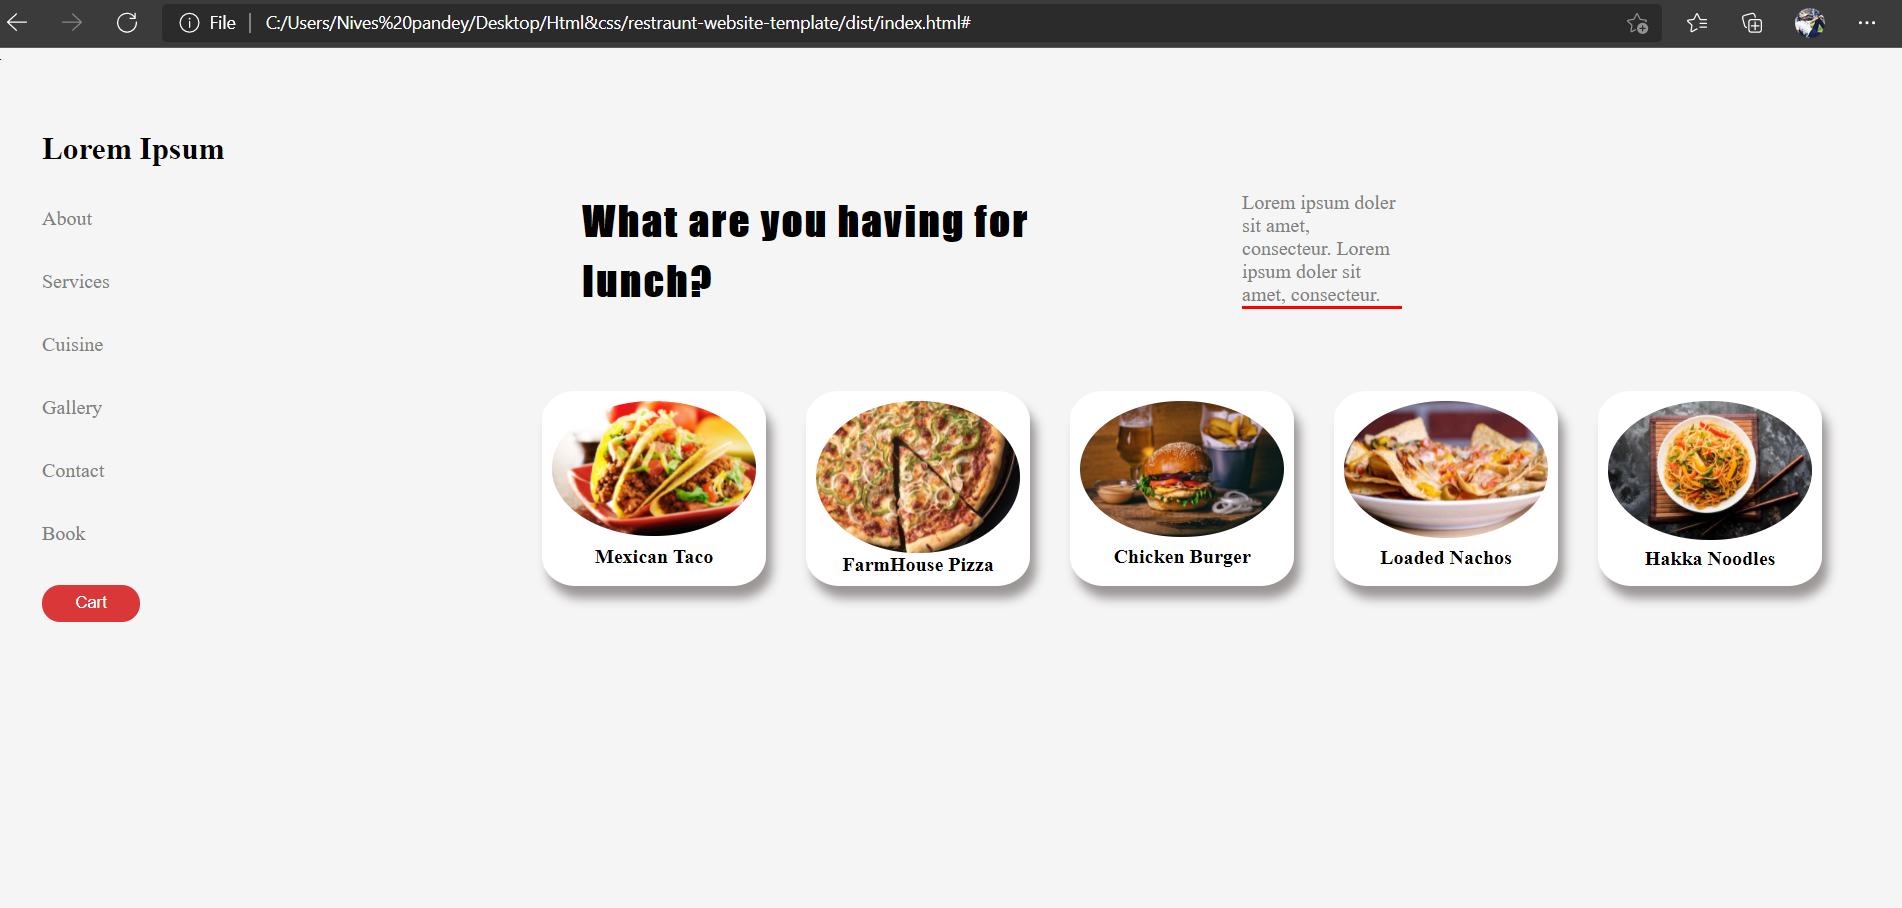 File C:/Users/Nives%20pandey/Desktop/Html&css/restraunt-website-template/dist/index.html#
Lorem Ipsum
About
Services
Cuisine
Gallery
Contact
Book
Cart
What are you having for
lunch?
Lorem ipsum doler
sit amet,
consecteur. Lorem
ipsum doler sit
amet, consecteur.
Mexican Taco
FarmHouse Pizza
Chicken Burger
Loaded Nachos
Hakka Noodles